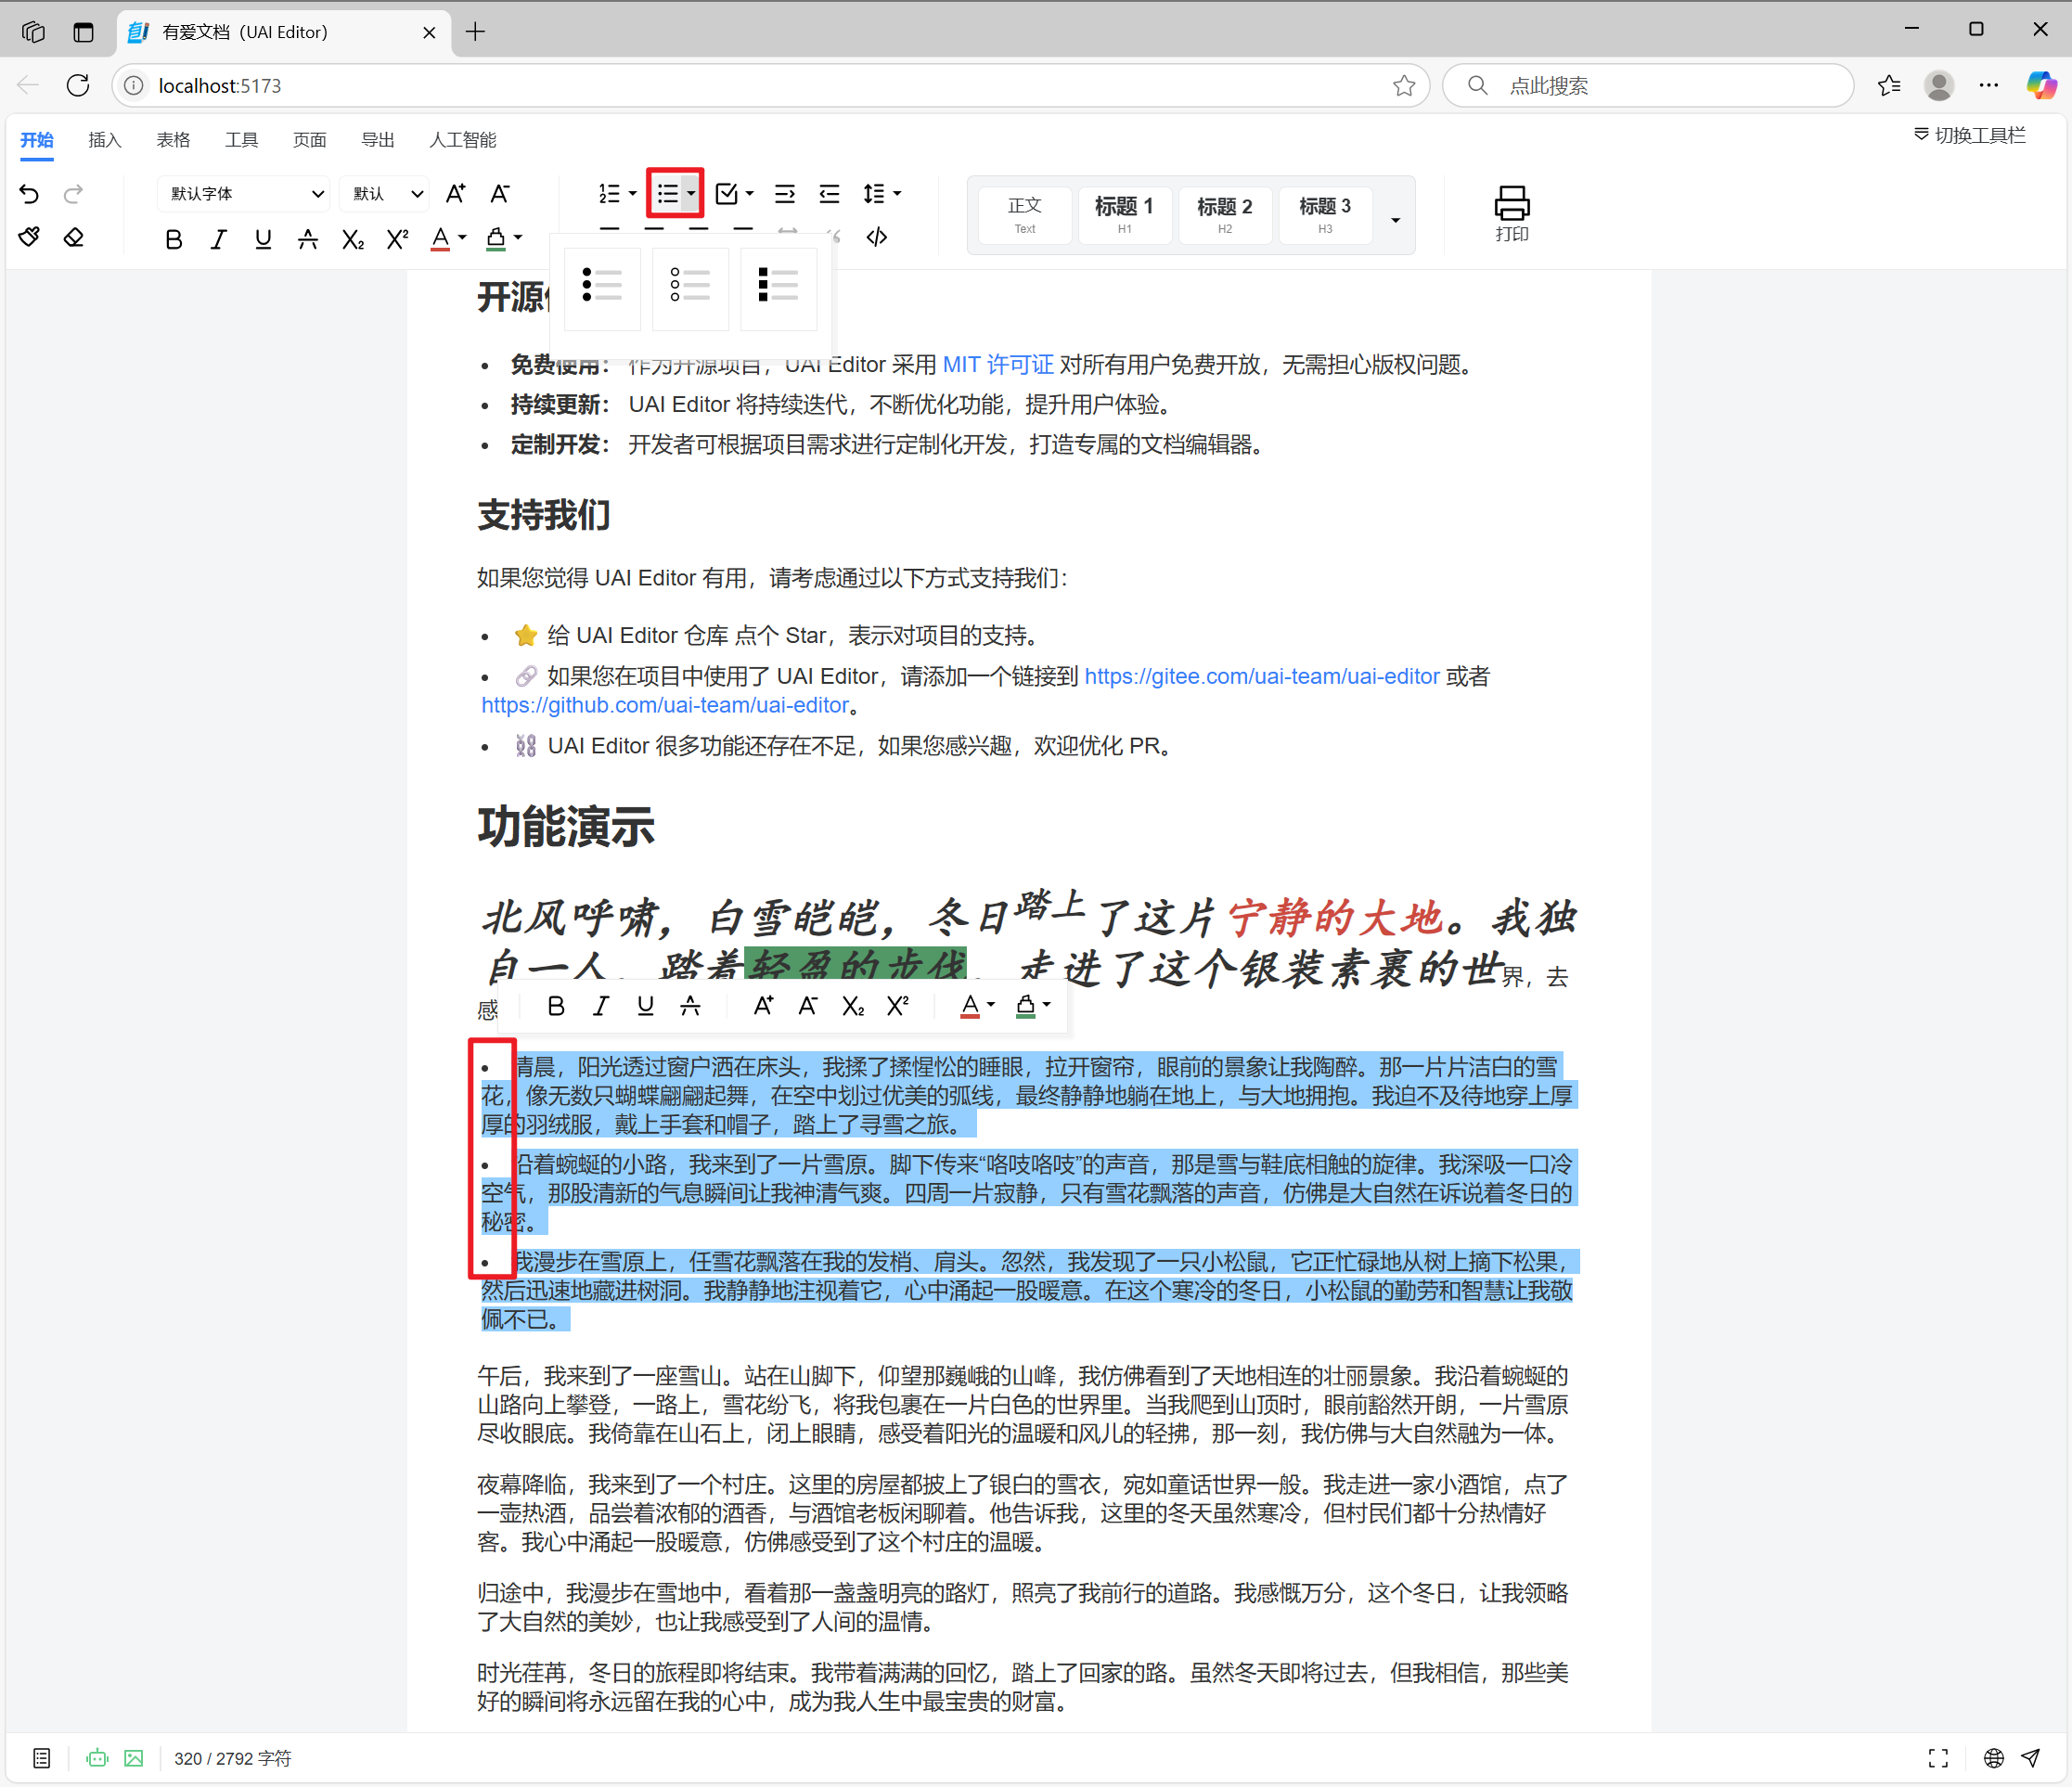 有爱文档（UAI Editor）
localhost:5173
点此搜索
开始 插入 表格 工具 页面 导出 人工智能
切换工具栏
默认字体 默认
正文 Text
标题 1 H1
标题 2 H2
标题 3 H3
打印
开源
免费使用： 作为开源项目，UAI Editor 采用 MIT 许可证 对所有用户免费开放，无需担心版权问题。
持续更新： UAI Editor 将持续迭代，不断优化功能，提升用户体验。
定制开发： 开发者可根据项目需求进行定制化开发，打造专属的文档编辑器。
支持我们
如果您觉得 UAI Editor 有用，请考虑通过以下方式支持我们：
⭐ 给 UAI Editor 仓库 点个 Star，表示对项目的支持。
🔗 如果您在项目中使用了 UAI Editor，请添加一个链接到 https://gitee.com/uai-team/uai-editor 或者
https://github.com/uai-team/uai-editor。
⛓ UAI Editor 很多功能还存在不足，如果您感兴趣，欢迎优化 PR。
功能演示
北风呼啸，白雪皑皑，冬日踏上了这片宁静的大地。我独
自一人，踏着轻盈的步伐，走进了这个银装素裹的世界，去
感
清晨，阳光透过窗户洒在床头，我揉了揉惺忪的睡眼，拉开窗帘，眼前的景象让我陶醉。那一片片洁白的雪
花，像无数只蝴蝶翩翩起舞，在空中划过优美的弧线，最终静静地躺在地上，与大地拥抱。我迫不及待地穿上厚
厚的羽绒服，戴上手套和帽子，踏上了寻雪之旅。
沿着蜿蜒的小路，我来到了一片雪原。脚下传来“咯吱咯吱”的声音，那是雪与鞋底相触的旋律。我深吸一口冷
空气，那股清新的气息瞬间让我神清气爽。四周一片寂静，只有雪花飘落的声音，仿佛是大自然在诉说着冬日的
秘密。
我漫步在雪原上，任雪花飘落在我的发梢、肩头。忽然，我发现了一只小松鼠，它正忙碌地从树上摘下松果，
然后迅速地藏进树洞。我静静地注视着它，心中涌起一股暖意。在这个寒冷的冬日，小松鼠的勤劳和智慧让我敬
佩不已。
午后，我来到了一座雪山。站在山脚下，仰望那巍峨的山峰，我仿佛看到了天地相连的壮丽景象。我沿着蜿蜒的
山路向上攀登，一路上，雪花纷飞，将我包裹在一片白色的世界里。当我爬到山顶时，眼前豁然开朗，一片雪原
尽收眼底。我倚靠在山石上，闭上眼睛，感受着阳光的温暖和风儿的轻拂，那一刻，我仿佛与大自然融为一体。
夜幕降临，我来到了一个村庄。这里的房屋都披上了银白的雪衣，宛如童话世界一般。我走进一家小酒馆，点了
一壶热酒，品尝着浓郁的酒香，与酒馆老板闲聊着。他告诉我，这里的冬天虽然寒冷，但村民们都十分热情好
客。我心中涌起一股暖意，仿佛感受到了这个村庄的温暖。
归途中，我漫步在雪地中，看着那一盏盏明亮的路灯，照亮了我前行的道路。我感慨万分，这个冬日，让我领略
了大自然的美妙，也让我感受到了人间的温情。
时光荏苒，冬日的旅程即将结束。我带着满满的回忆，踏上了回家的路。虽然冬天即将过去，但我相信，那些美
好的瞬间将永远留在我的心中，成为我人生中最宝贵的财富。
320 / 2792 字符